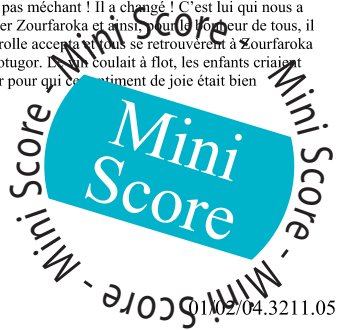 pas méchant ! Il a changé ! C’est lui qui nous a
er Zourfaroka et ainsi, pour le bonheur de tous, il
rolle accepta et tous se retrouvèrent à Zourfaroka
otugor. Le vin coulait à flot, les enfants criaient
r pour qui ce sentiment de joie était bien
Mini Score - Mini Score - Mini Score - Mini Score -
Mini
Score
01/02/04.3211.05